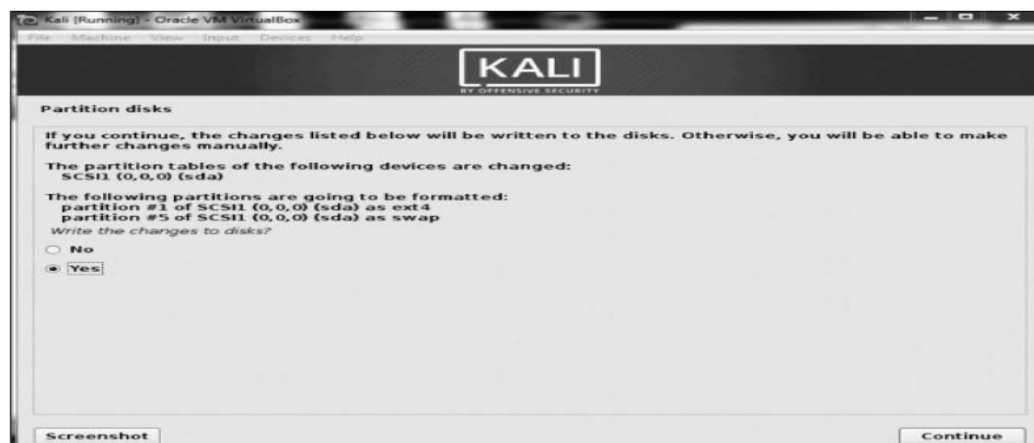 Kali [Running] - Oracle VM VirtualBox
File Machine View Input Devices Help
KALI
BY OFFENSIVE SECURITY
Partition disks
If you continue, the changes listed below will be written to the disks. Otherwise, you will be able to make
further changes manually.
The partition tables of the following devices are changed:
SCSI1 (0,0,0) (sda)
The following partitions are going to be formatted:
partition #1 of SCSI1 (0,0,0) (sda) as ext4
partition #5 of SCSI1 (0,0,0) (sda) as swap
Write the changes to disks?
No
Yes
Screenshot
Continue